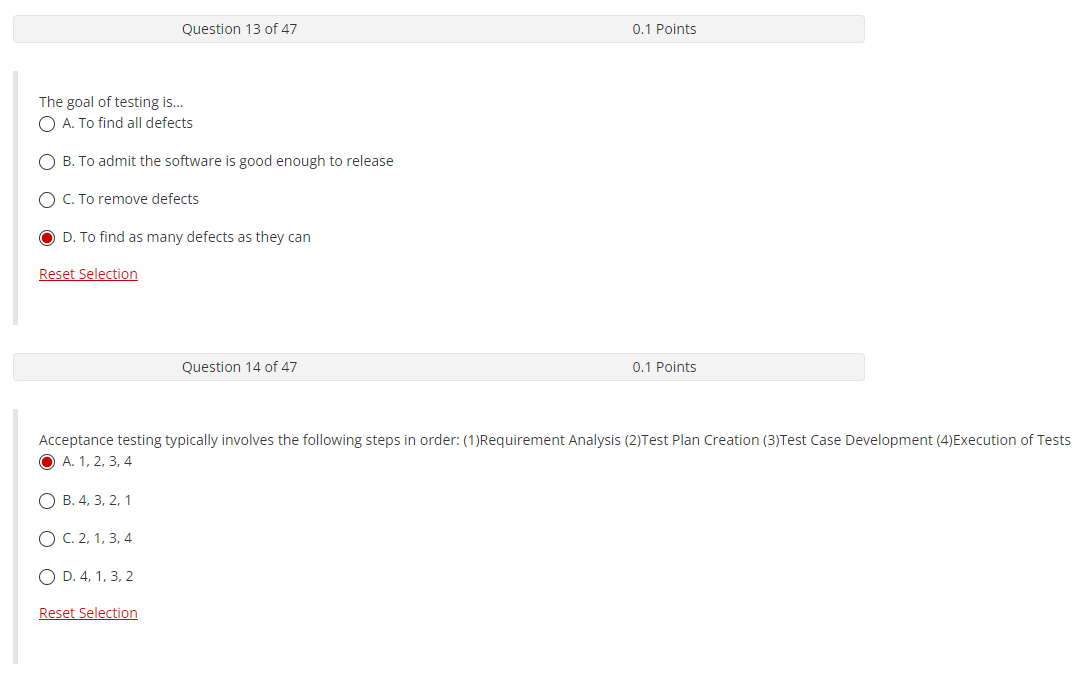 Question 13 of 47 0.1 Points
The goal of testing is...
A. To find all defects
B. To admit the software is good enough to release
C. To remove defects
D. To find as many defects as they can
Reset Selection
Question 14 of 47 0.1 Points
Acceptance testing typically involves the following steps in order: (1)Requirement Analysis (2)Test Plan Creation (3)Test Case Development (4)Execution of Tests
A. 1, 2, 3, 4
B. 4, 3, 2, 1
C. 2, 1, 3, 4
D. 4, 1, 3, 2
Reset Selection